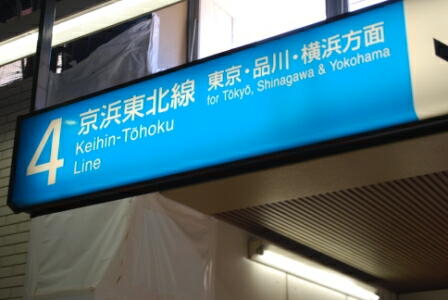 4
京浜東北線
Keihin-Tōhoku
Line
東京・品川・横浜方面
for Tōkyō, Shinagawa & Yokohama